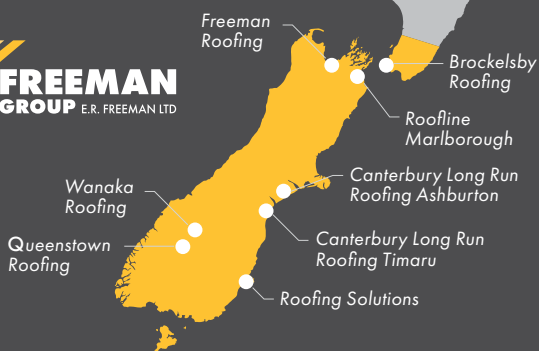 Freeman
Roofing
FREEMAN
GROUP E.R. FREEMAN LTD
Brockelsby
Roofing
Roofline
Marlborough
Canterbury Long Run
Roofing Ashburton
Wanaka
Roofing
Canterbury Long Run
Roofing Timaru
Queenstown
Roofing
Roofing Solutions